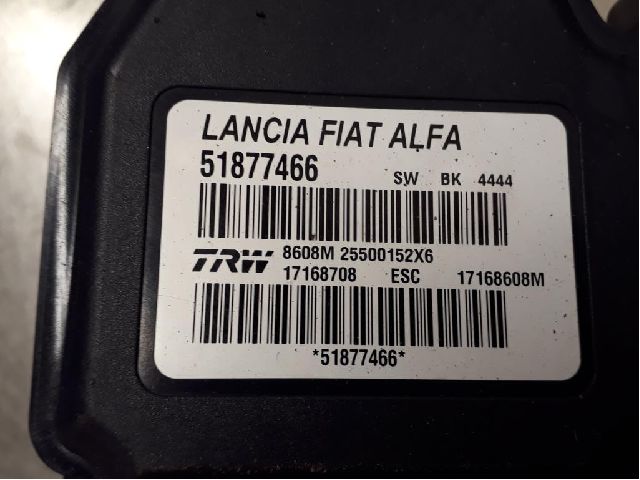 LANCIA FIAT ALFA
51877466 SW BK 4444
TRW 8608M 25500152X6
17168708 ESC 17168608M
*51877466*